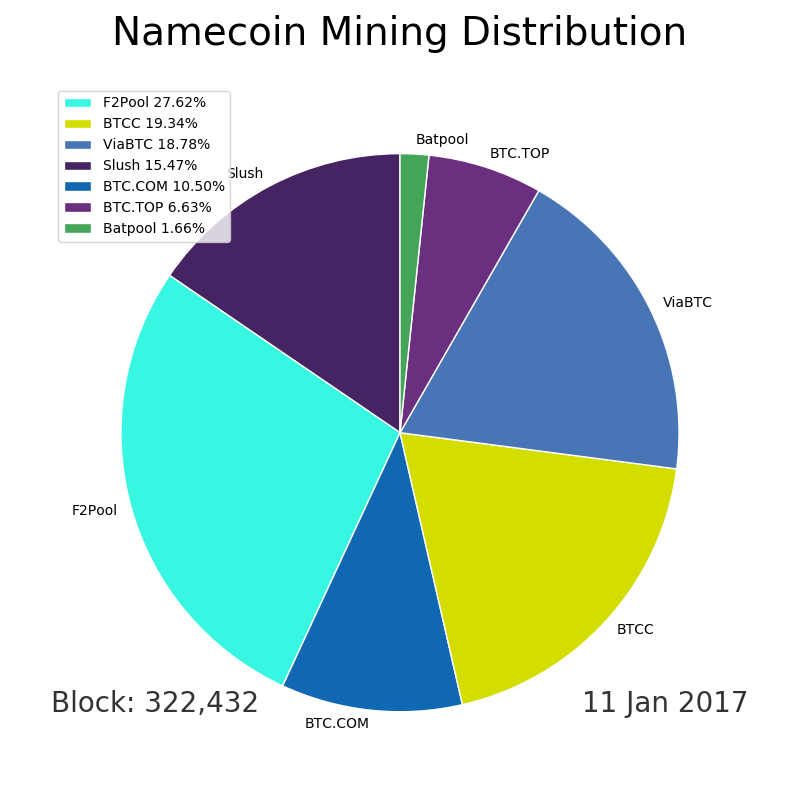 Namecoin Mining Distribution
F2Pool 27.62%
BTCC 19.34%
ViaBTC 18.78%
Slush 15.47%
BTC.COM 10.50%
BTC.TOP 6.63%
Batpool 1.66%
Batpool
BTC.TOP
Slush
ViaBTC
F2Pool
BTCC
BTC.COM
Block: 322,432
11 Jan 2017